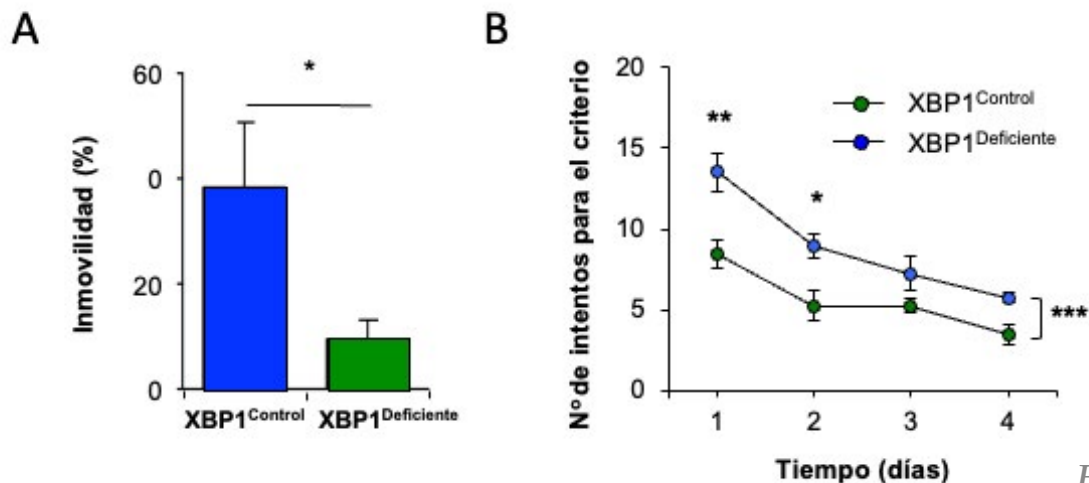 A
60
0
20
0
Inmovilidad (%)
*
XBP1Control
XBP1Deficiente
B
20
15
10
5
0
N° de intentos para el criterio
XBP1Control
XBP1Deficiente
**
*
***
1 2 3 4
Tiempo (días)